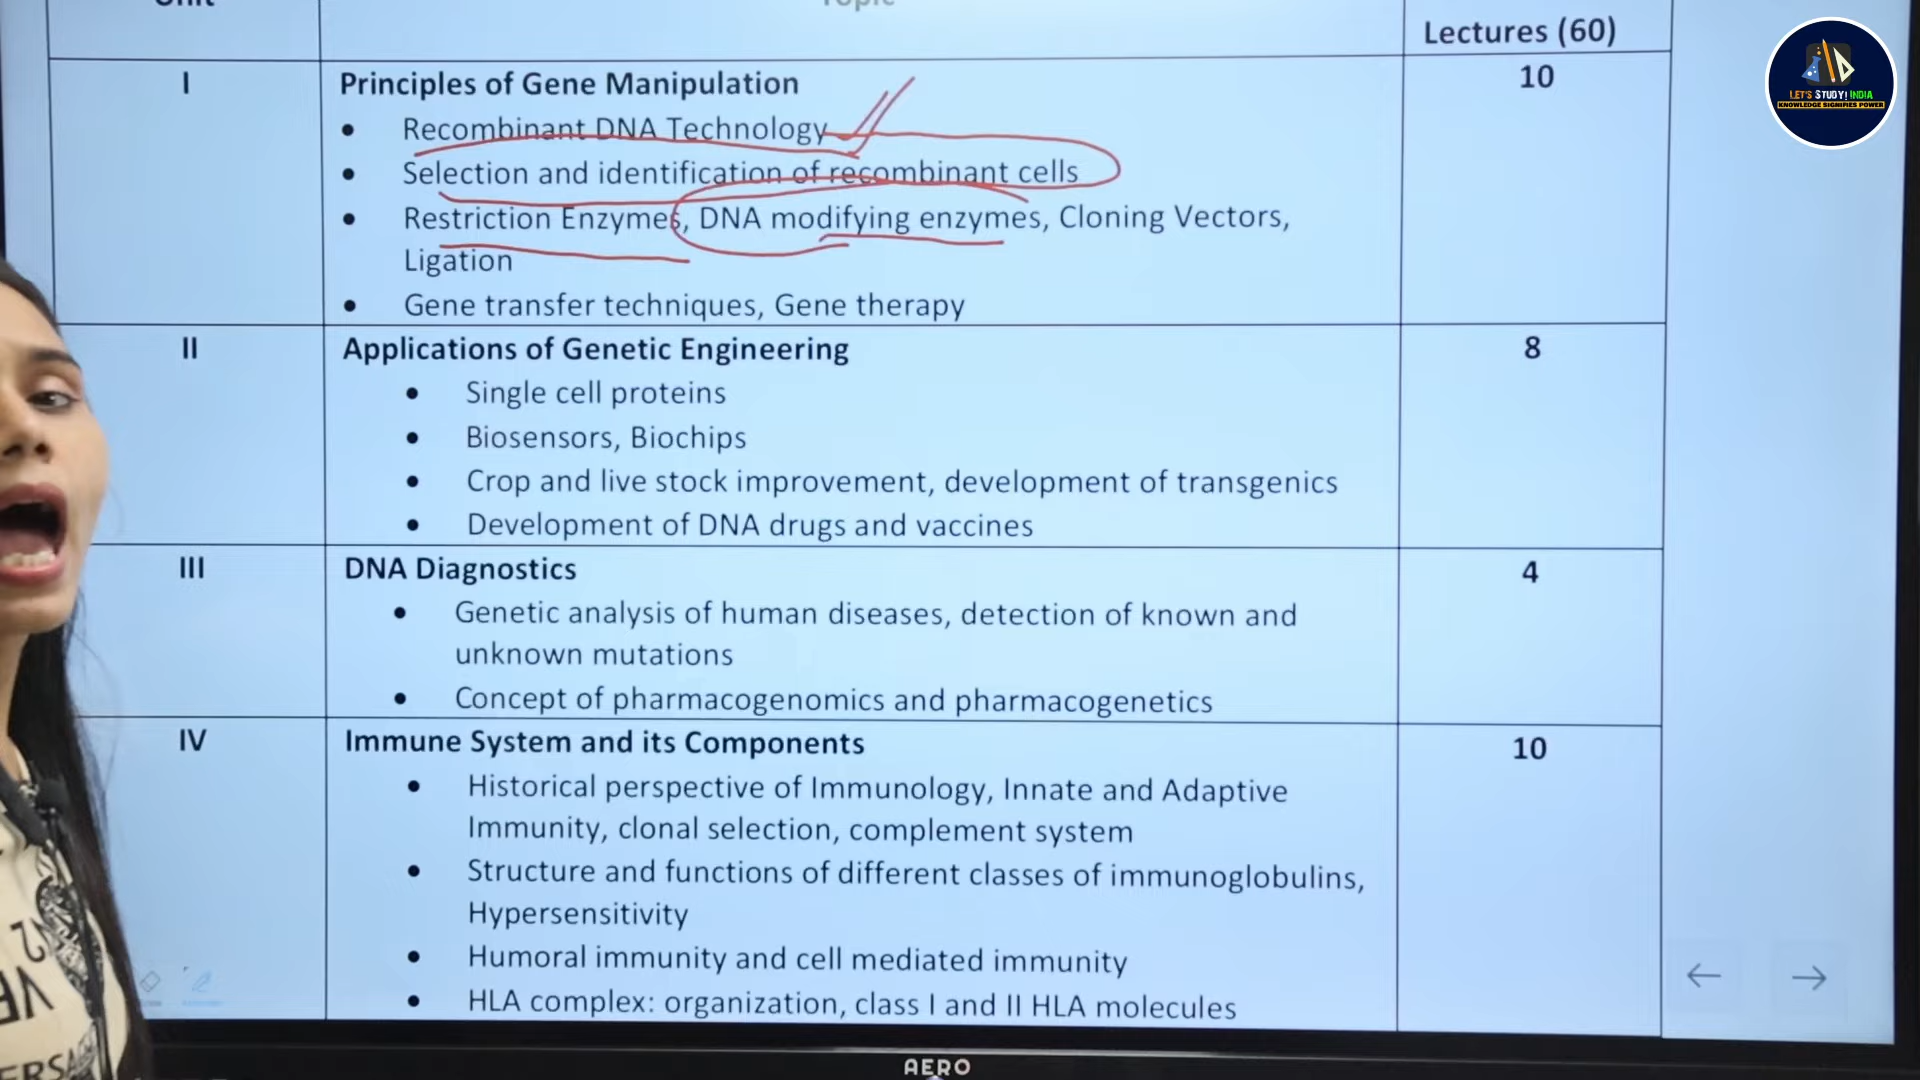 Unit
Topic
Lectures (60)
I
Principles of Gene Manipulation
10
• Recombinant DNA Technology
• Selection and identification of recombinant cells
• Restriction Enzymes, DNA modifying enzymes, Cloning Vectors,
Ligation
• Gene transfer techniques, Gene therapy
II
Applications of Genetic Engineering
8
• Single cell proteins
• Biosensors, Biochips
• Crop and live stock improvement, development of transgenics
• Development of DNA drugs and vaccines
III
DNA Diagnostics
4
• Genetic analysis of human diseases, detection of known and
unknown mutations
• Concept of pharmacogenomics and pharmacogenetics
IV
Immune System and its Components
10
• Historical perspective of Immunology, Innate and Adaptive
Immunity, clonal selection, complement system
• Structure and functions of different classes of immunoglobulins,
Hypersensitivity
• Humoral immunity and cell mediated immunity
• HLA complex: organization, class I and II HLA molecules
LET'S STUDY! INDIA
KNOWLEDGE SIGNIFIES POWER
AERO